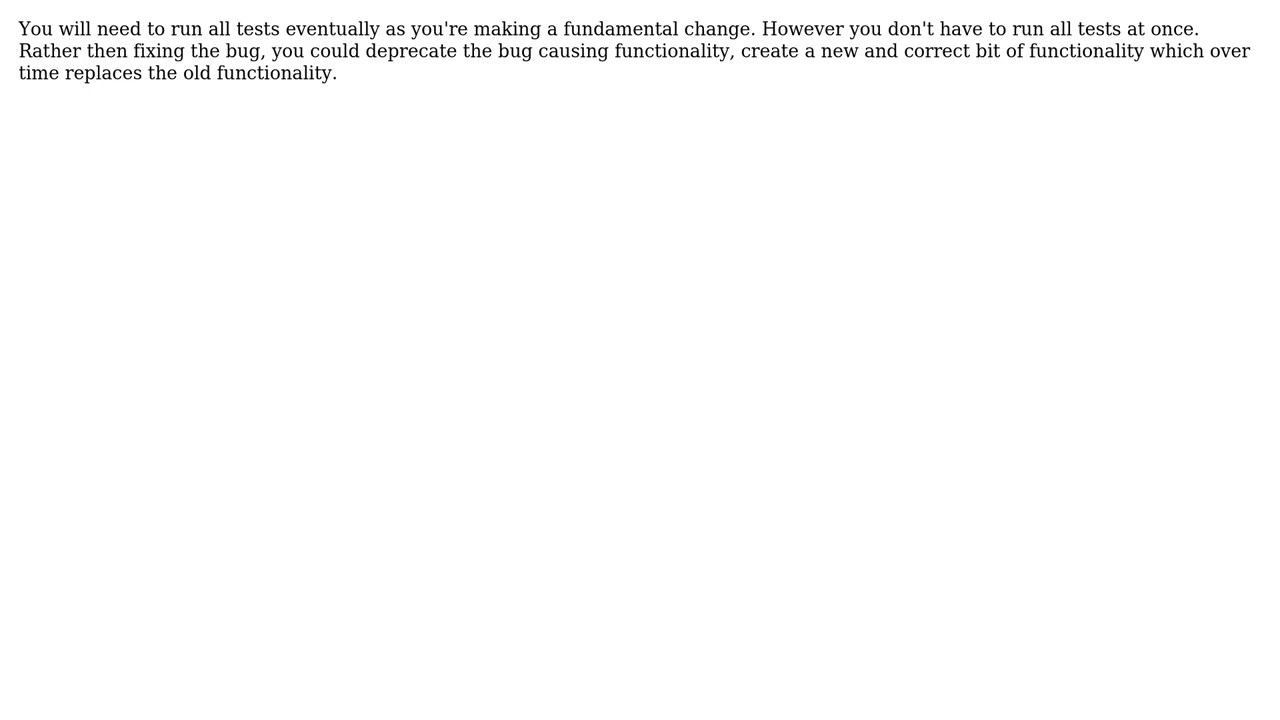 You will need to run all tests eventually as you're making a fundamental change. However you don't have to run all tests at once.
Rather then fixing the bug, you could deprecate the bug causing functionality, create a new and correct bit of functionality which over
time replaces the old functionality.